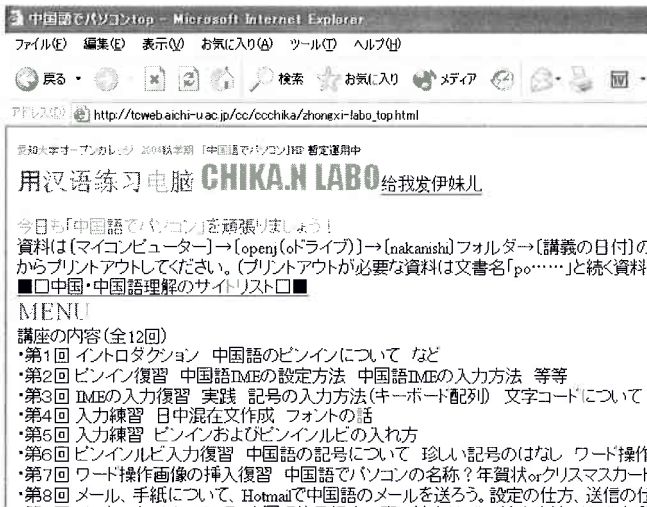 中国語でパソコンtop - Microsoft Internet Explorer
ファイル(F) 編集(E) 表示(V) お気に入り(A) ツール(T) ヘルプ(H)
戻る 検索 お気に入り メディア
アドレス(D) http://tcweb.aichi-u.ac.jp/cc/ccchika/zhongxi-labo_top.html
愛知大学オープンカレッジ 2004秋学期 「中国語でパソコン」HP 暫定運用中
用汉语练习电脑 CHIKA.N LABO 给我发伊妹儿
今日も「中国語でパソコン」を頑張りましょう!
資料は[マイコンピューター]→[openj(oドライブ)]→[nakanishi]フォルダ→[講義の日付]の
からプリントアウトしてください。(プリントアウトが必要な資料は文書名「po……」と続く資料
■□中国・中国語理解のサイトリスト□■
MENU
講座の内容(全12回)
・第1回 イントロダクション 中国語のピンインについて など
・第2回 ピンイン復習 中国語IMEの設定方法 中国語IMEの入力方法 等等
・第3回 IMEの入力復習 実践 記号の入力方法(キーボード配列) 文字コードについて
・第4回 入力練習 日中混在文作成 フォントの話
・第5回 入力練習 ピンインおよびピンインルビの入れ方
・第6回 ピンインルビ入力復習 中国語の記号について 珍しい記号のはなし ワード操作
・第7回 ワード操作画像の挿入復習 中国語でパソコンの名称?年賀状orクリスマスカード
・第8回 メール、手紙について、Hotmailで中国語のメールを送ろう。設定の仕方、送信の仕